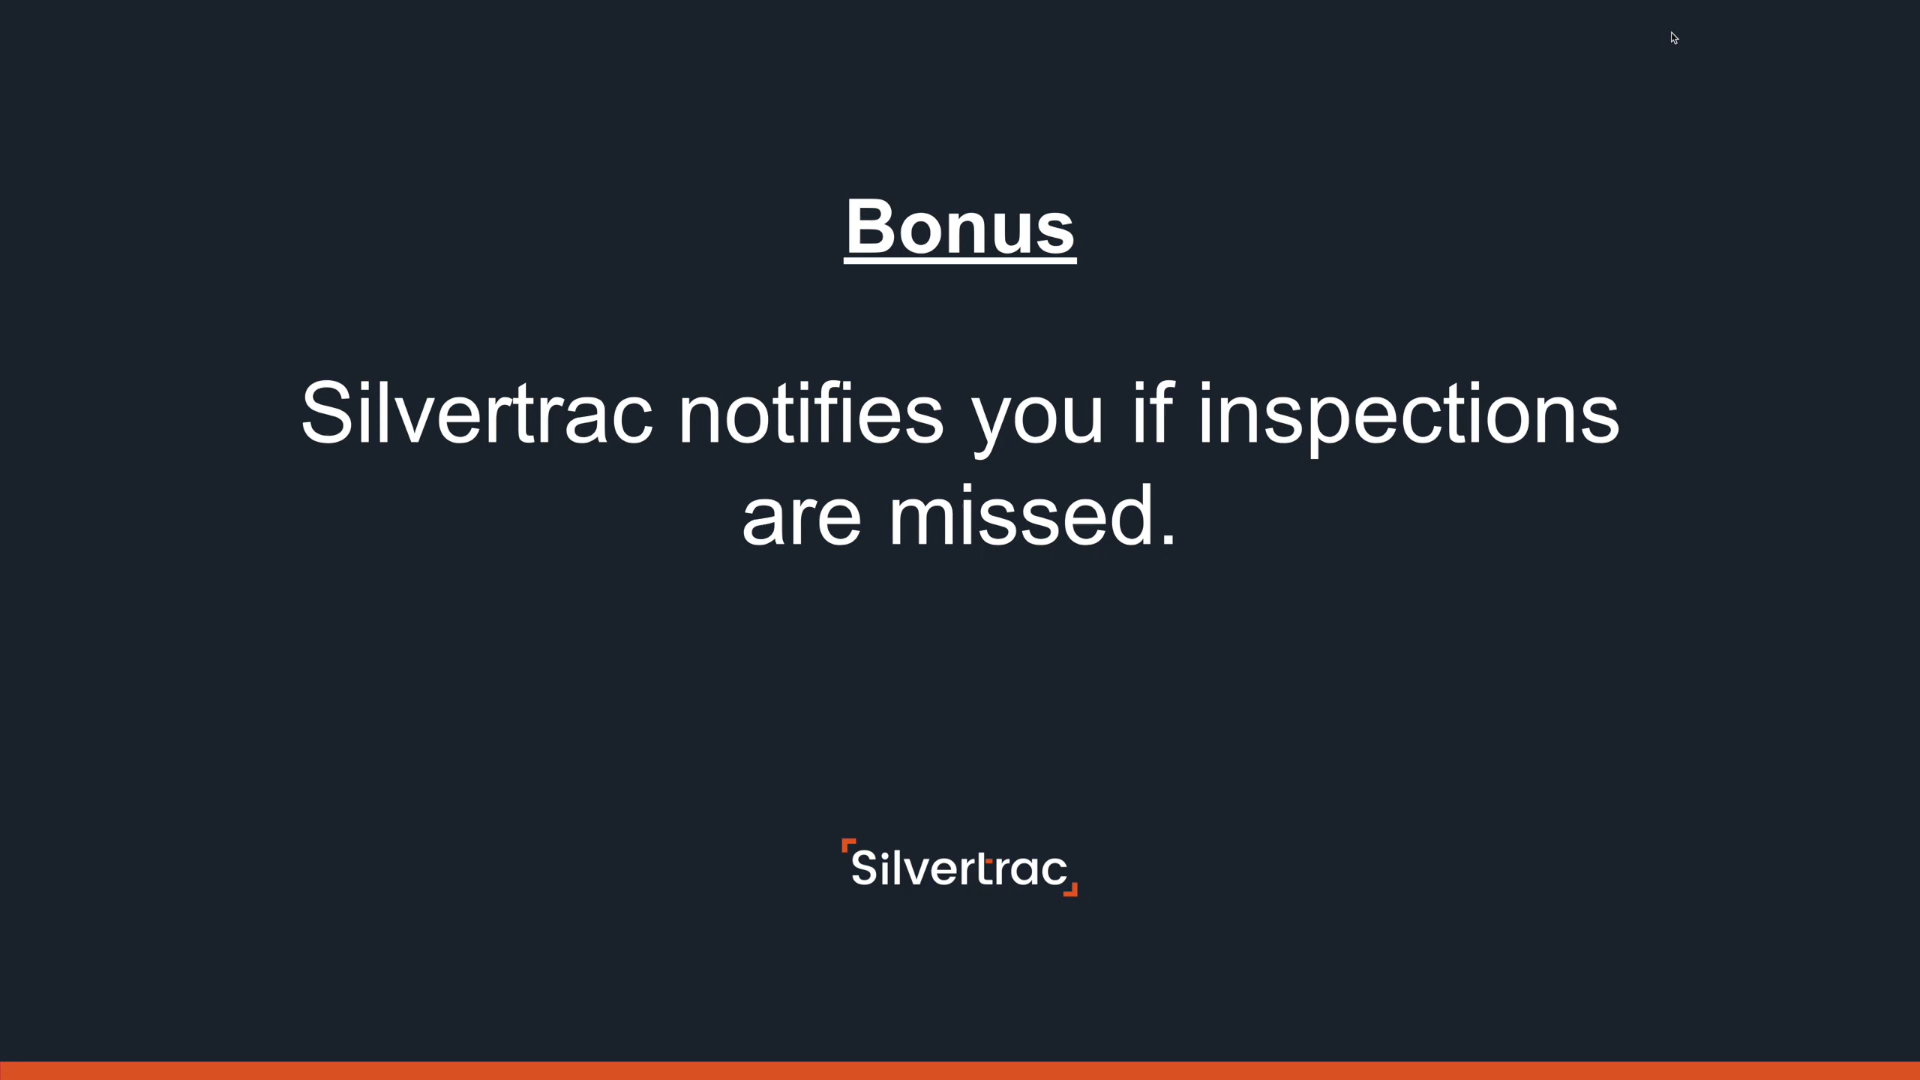 Bonus
Silvertrac notifies you if inspections
are missed.
Silvertrac